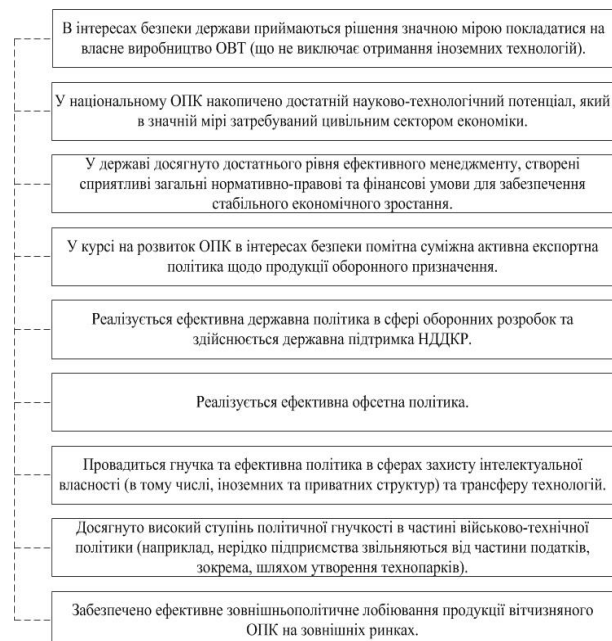 В інтересах безпеки держави приймаються рішення значною мірою покладатися на
власне виробництво ОВТ (що не виключає отримання іноземних технологій).
У національному ОПК накопичено достатній науково-технологічний потенціал, який
в значній мірі затребуваний цивільним сектором економіки.
У державі досягнуто достатнього рівня ефективного менеджменту, створені
сприятливі загальні нормативно-правові та фінансові умови для забезпечення
стабільного економічного зростання.
У курсі на розвиток ОПК в інтересах безпеки помітна суміжна активна експортна
політика щодо продукції оборонного призначення.
Реалізується ефективна державна політика в сфері оборонних розробок та
здійснюється державна підтримка НДДКР.
Реалізується ефективна офсетна політика.
Провадиться гнучка та ефективна політика в сферах захисту інтелектуальної
власності (в тому числі, іноземних та приватних структур) та трансферу технологій.
Досягнуто високий ступінь політичної гнучкості в частині військово-технічної
політики (наприклад, нерідко підприємства звільняються від частини податків,
зокрема, шляхом утворення технопарків).
Забезпечено ефективне зовнішньополітичне лобіювання продукції вітчизняного
ОПК на зовнішніх ринках.